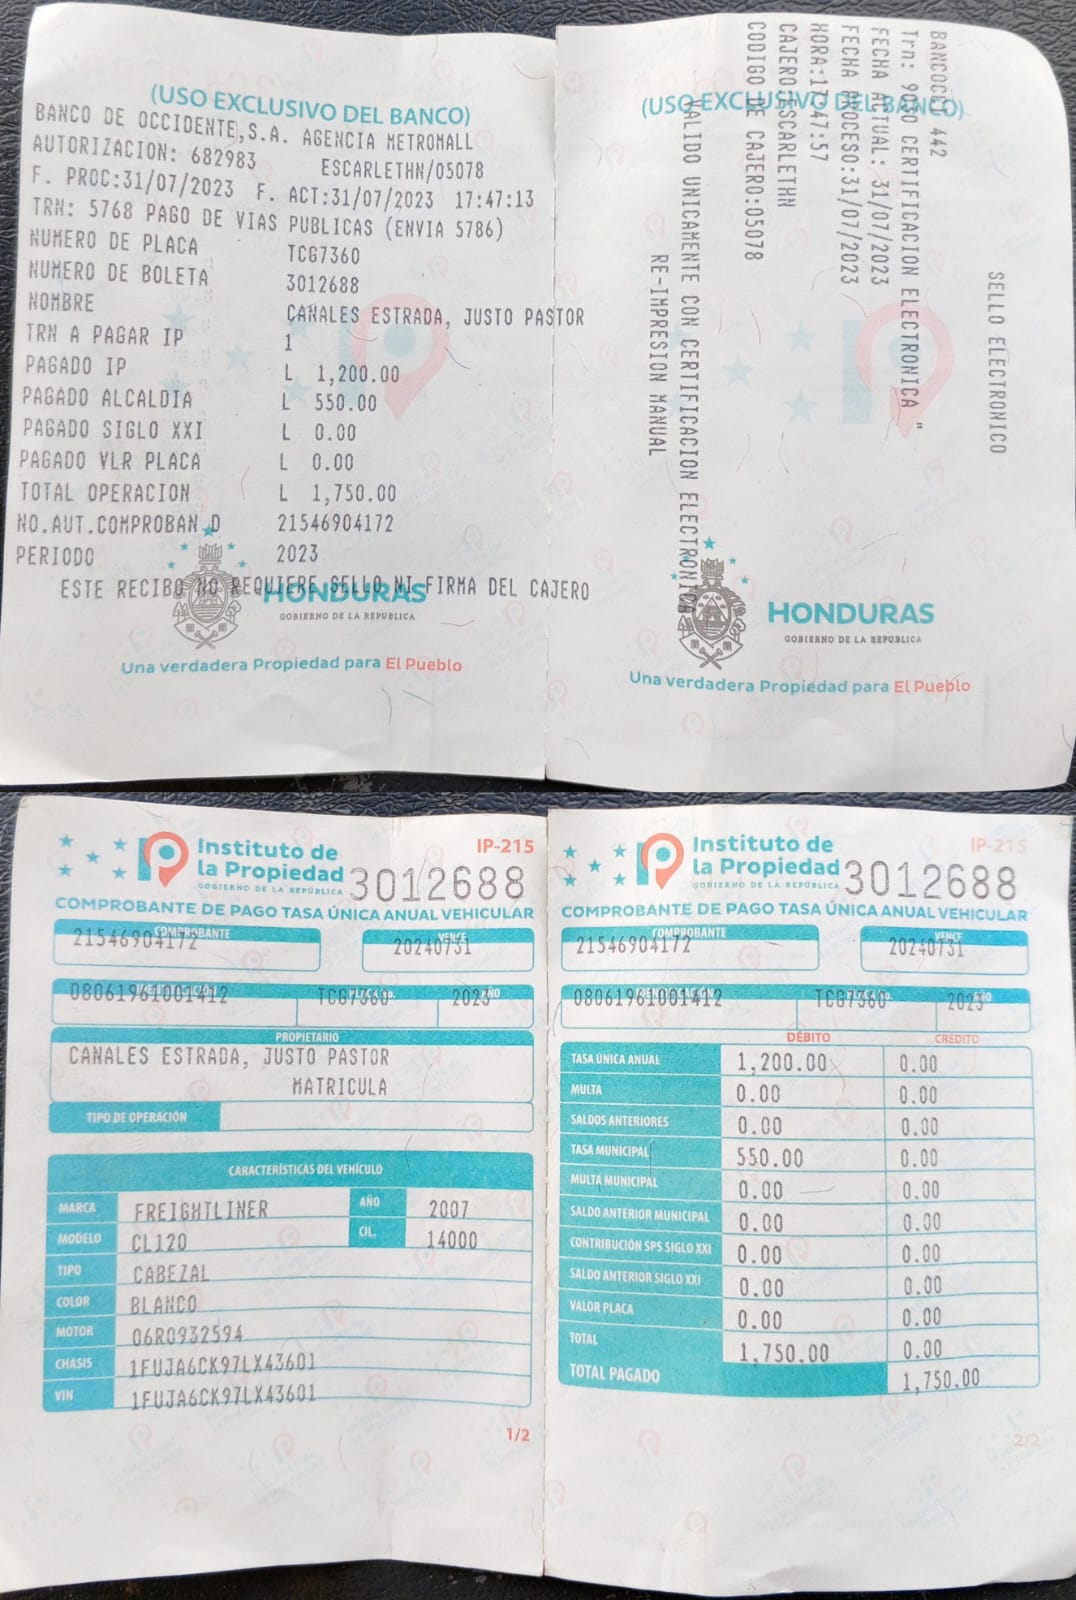 (USO EXCLUSIVO DEL BANCO)
BANCO DE OCCIDENTE,S.A. AGENCIA METROMALL
AUTORIZACION: 682983 ESCARLETHN/05078
F. PROC:31/07/2023 F. ACT:31/07/2023 17:47:13
TRN: 5768 PAGO DE VIAS PUBLICAS (ENVIA 5786)
NUMERO DE PLACA TCG7360
NUMERO DE BOLETA 3012688
NOMBRE CANALES ESTRADA, JUSTO PASTOR
TRN A PAGAR IP 1
PAGADO IP L 1,200.00
PAGADO ALCALDIA L 550.00
PAGADO SIGLO XXI L 0.00
PAGADO VLR PLACA L 0.00
TOTAL OPERACION L 1,750.00
NO.AUT.COMPROBAN D 21546904172
PERIODO 2023
ESTE RECIBO NO REQUIERE SELLO NI FIRMA DEL CAJERO
HONDURAS
GOBIERNO DE LA REPÚBLICA
Una verdadera Propiedad para El Pueblo
(USO EXCLUSIVO DEL BANCO)
SELLO ELECTRONICO
BANCOCCI 442
Trn: 9030 CERTIFICACION ELECTRONICA "
FECHA ACTUAL: 31/07/2023
FECHA PROCESO:31/07/2023
HORA:17:47:57
CAJERO:ESCARLETHN
CODIGO DE CAJERO:05078
VALIDO UNICAMENTE CON CERTIFICACION ELECTRONICA
RE-IMPRESION MANUAL
HONDURAS
GOBIERNO DE LA REPÚBLICA
Una verdadera Propiedad para El Pueblo
Instituto de la Propiedad
GOBIERNO DE LA REPÚBLICA
IP-215
3012688
COMPROBANTE DE PAGO TASA ÚNICA ANUAL VEHICULAR
COMPROBANTE VENCE
21546904172 20240731
PLACA No. AÑO
08061961001412 TCG7360 2023
PROPIETARIO
CANALES ESTRADA, JUSTO PASTOR
MATRICULA
TIPO DE OPERACIÓN
CARACTERÍSTICAS DEL VEHÍCULO
MARCA FREIGHTLINER AÑO 2007
MODELO CL120 CIL. 14000
TIPO CABEZAL
COLOR BLANCO
MOTOR 06R0932594
CHASIS 1FUJA6CK97LX43601
VIN 1FUJA6CK97LX43601
1/2
Instituto de la Propiedad
GOBIERNO DE LA REPÚBLICA
IP-215
3012688
COMPROBANTE DE PAGO TASA ÚNICA ANUAL VEHICULAR
COMPROBANTE VENCE
21546904172 20240731
IDENTIFICACIÓN PLACA No. AÑO
08061961001412 TCG7360 2023
DÉBITO CRÉDITO
TASA ÚNICA ANUAL 1,200.00 0.00
MULTA 0.00 0.00
SALDOS ANTERIORES 0.00 0.00
TASA MUNICIPAL 550.00 0.00
MULTA MUNICIPAL 0.00 0.00
SALDO ANTERIOR MUNICIPAL 0.00 0.00
CONTRIBUCIÓN SPS SIGLO XXI 0.00 0.00
SALDO ANTERIOR SIGLO XXI 0.00 0.00
VALOR PLACA 0.00 0.00
TOTAL 1,750.00 0.00
TOTAL PAGADO 1,750.00
2/2